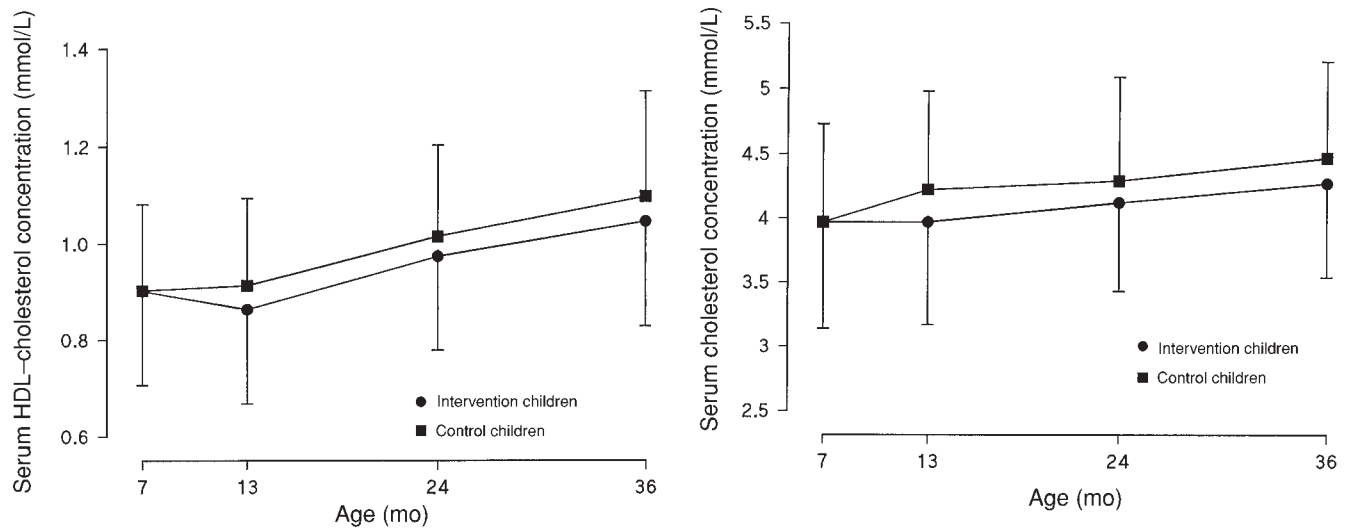 Serum HDL–cholesterol concentration (mmol/L)
1.4
1.2
1.0
0.8
0.6
Intervention children
Control children
7 13 24 36
Age (mo)
Serum cholesterol concentration (mmol/L)
5.5
5
4.5
4
3.5
3
2.5
Intervention children
Control children
7 13 24 36
Age (mo)